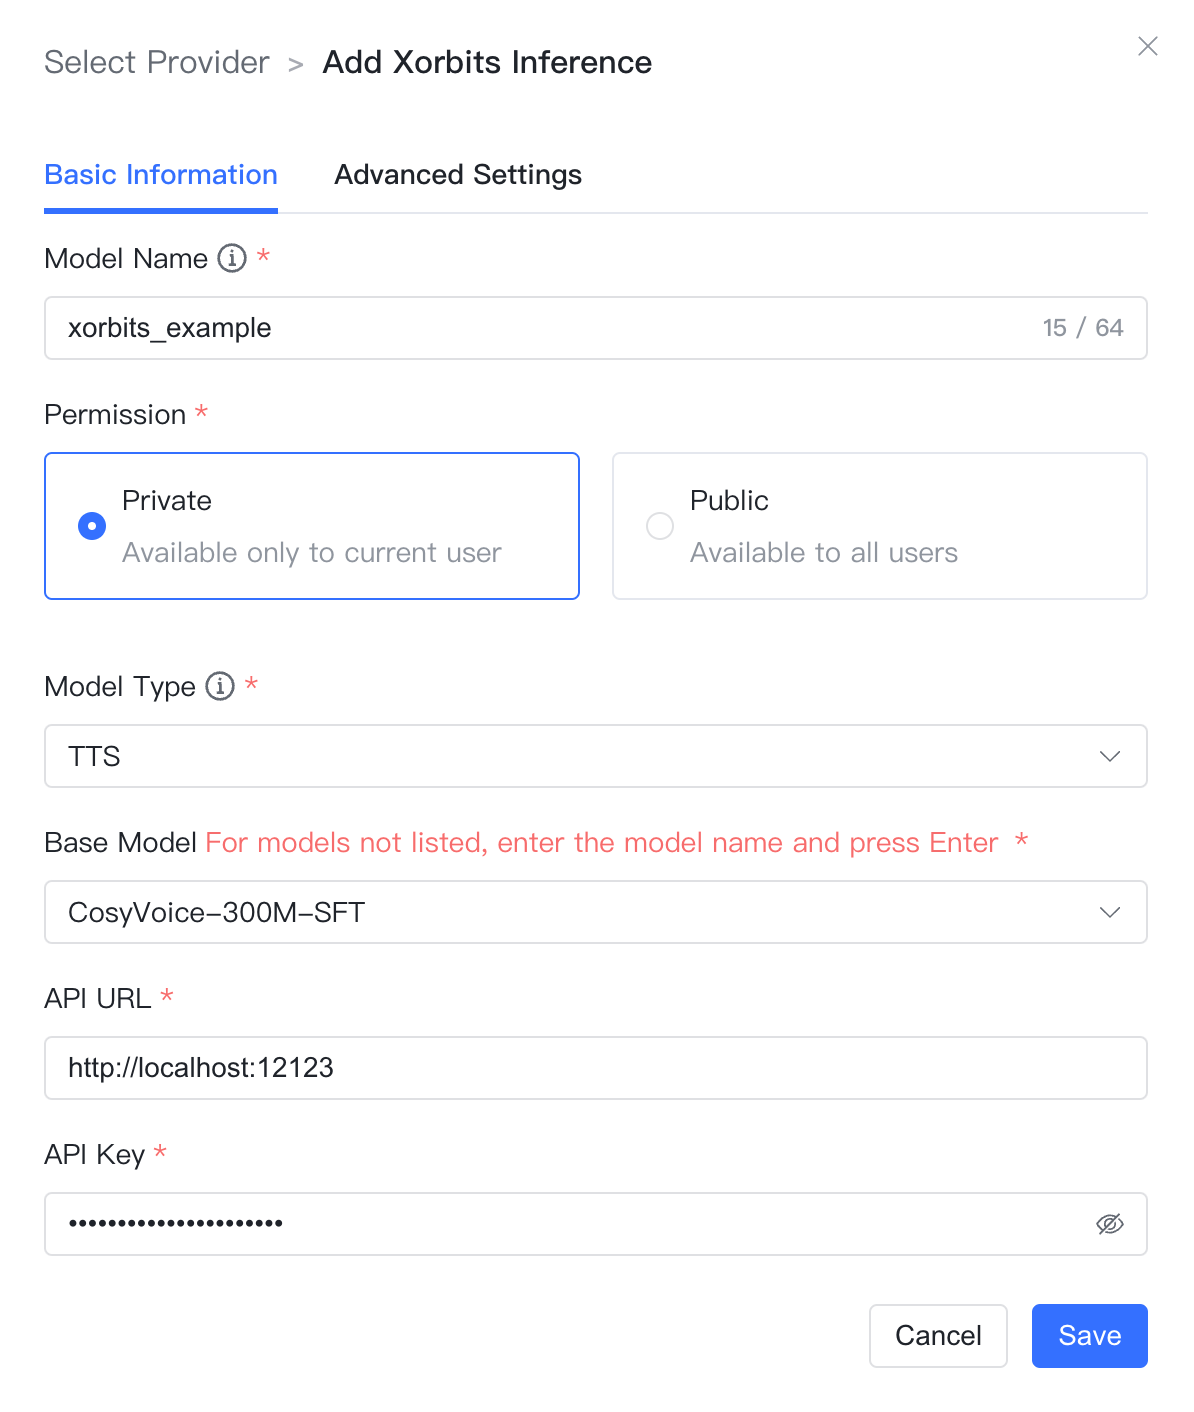 Select Provider > Add Xorbits Inference
Basic Information Advanced Settings
Model Name *
xorbits_example 15 / 64
Permission *
Private
Available only to current user
Public
Available to all users
Model Type *
TTS
Base Model For models not listed, enter the model name and press Enter *
CosyVoice-300M-SFT
API URL *
http://localhost:12123
API Key *
••••••••••••••••••••••
Cancel Save